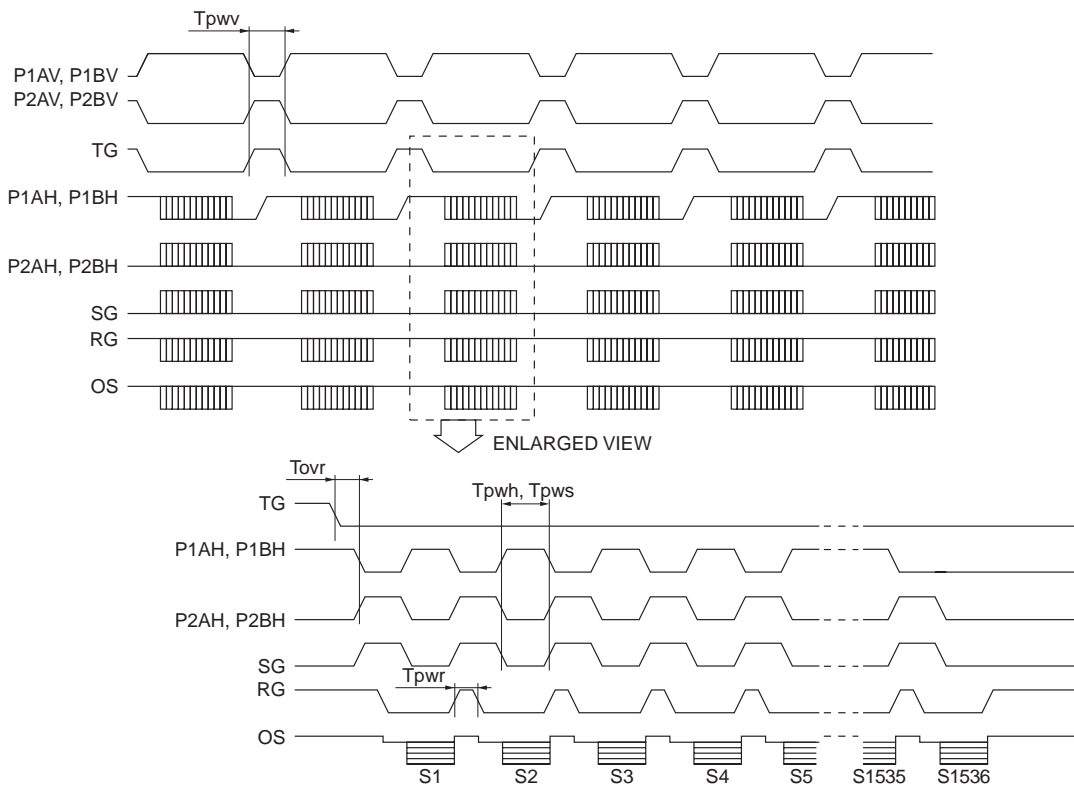 Tpwv
P1AV, P1BV
P2AV, P2BV
TG
P1AH, P1BH
P2AH, P2BH
SG
RG
OS
ENLARGED VIEW
Tovr
Tpwh, Tpws
TG
P1AH, P1BH
P2AH, P2BH
SG
Tpwr
RG
OS
S1 S2 S3 S4 S5 S1535 S1536